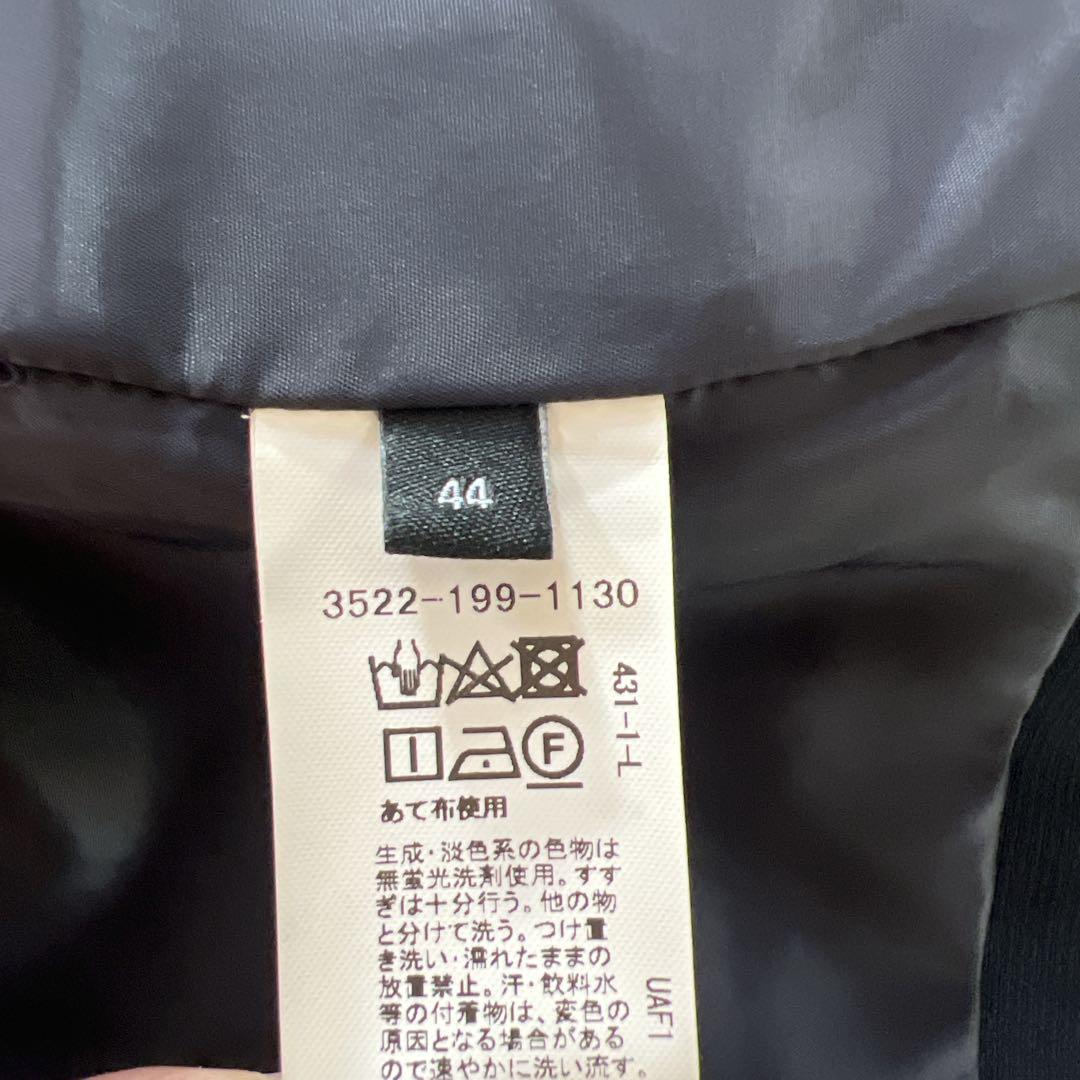 44
3522-199-1130
431-1-L
F
あて布使用
生成・淡色系の色物は
無蛍光洗剤使用。すす
ぎは十分行う。他の物
と分けて洗う。つけ置
き洗い・濡れたままの
放置禁止。汗・飲料水
等の付着物は、変色の
原因となる場合がある
ので速やかに洗い流す。
UAF1